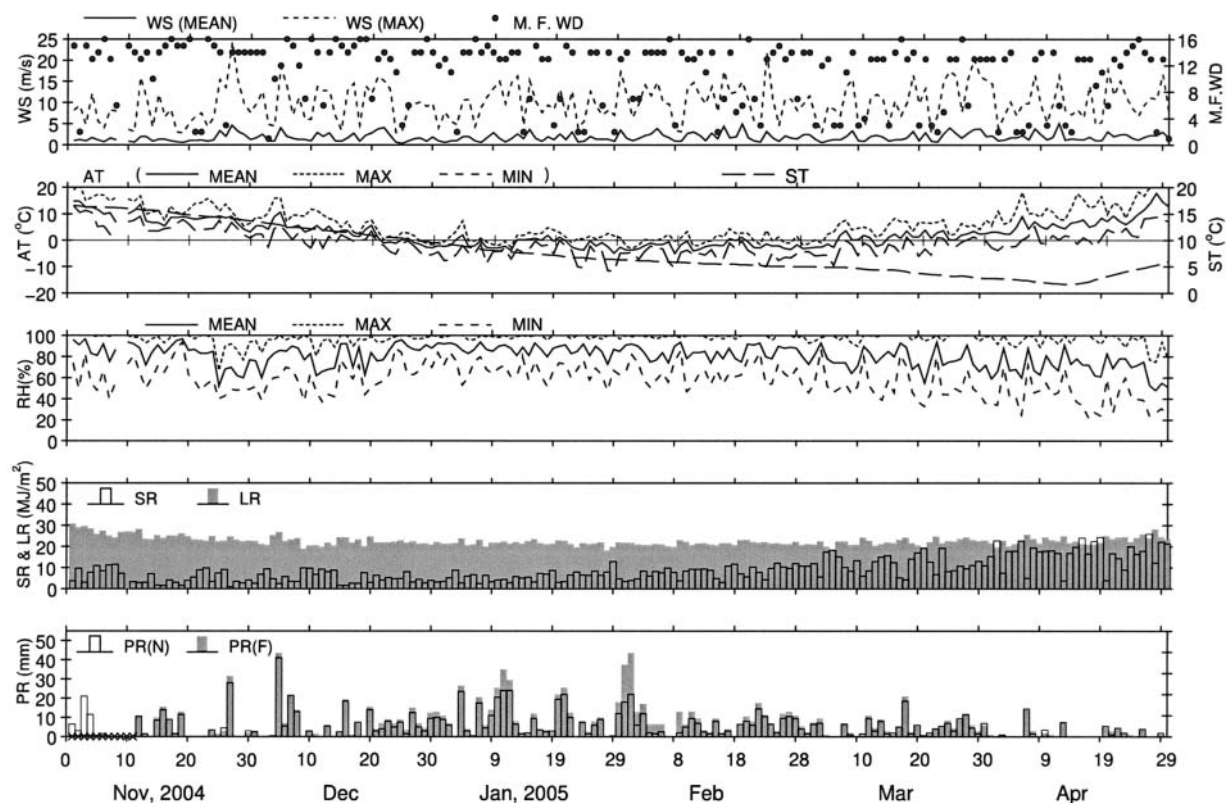 WS (MEAN) WS (MAX) M. F. WD
25 20 15 10 5 0
WS (m/s)
16 12 8 4 0
M.F.WD
AT ( MEAN MAX MIN ) ST
20 10 0 −10 −20
AT (°C)
20 15 10 5 0
ST (°C)
MEAN MAX MIN
100 80 60 40 20 0
RH(%)
SR LR
50 40 30 20 10 0
SR & LR (MJ/m²)
PR(N) PR(F)
50 40 30 20 10 0
PR (mm)
0 10 20 30 10 20 30 9 19 29 8 18 28 10 20 30 9 19 29
Nov, 2004 Dec Jan, 2005 Feb Mar Apr